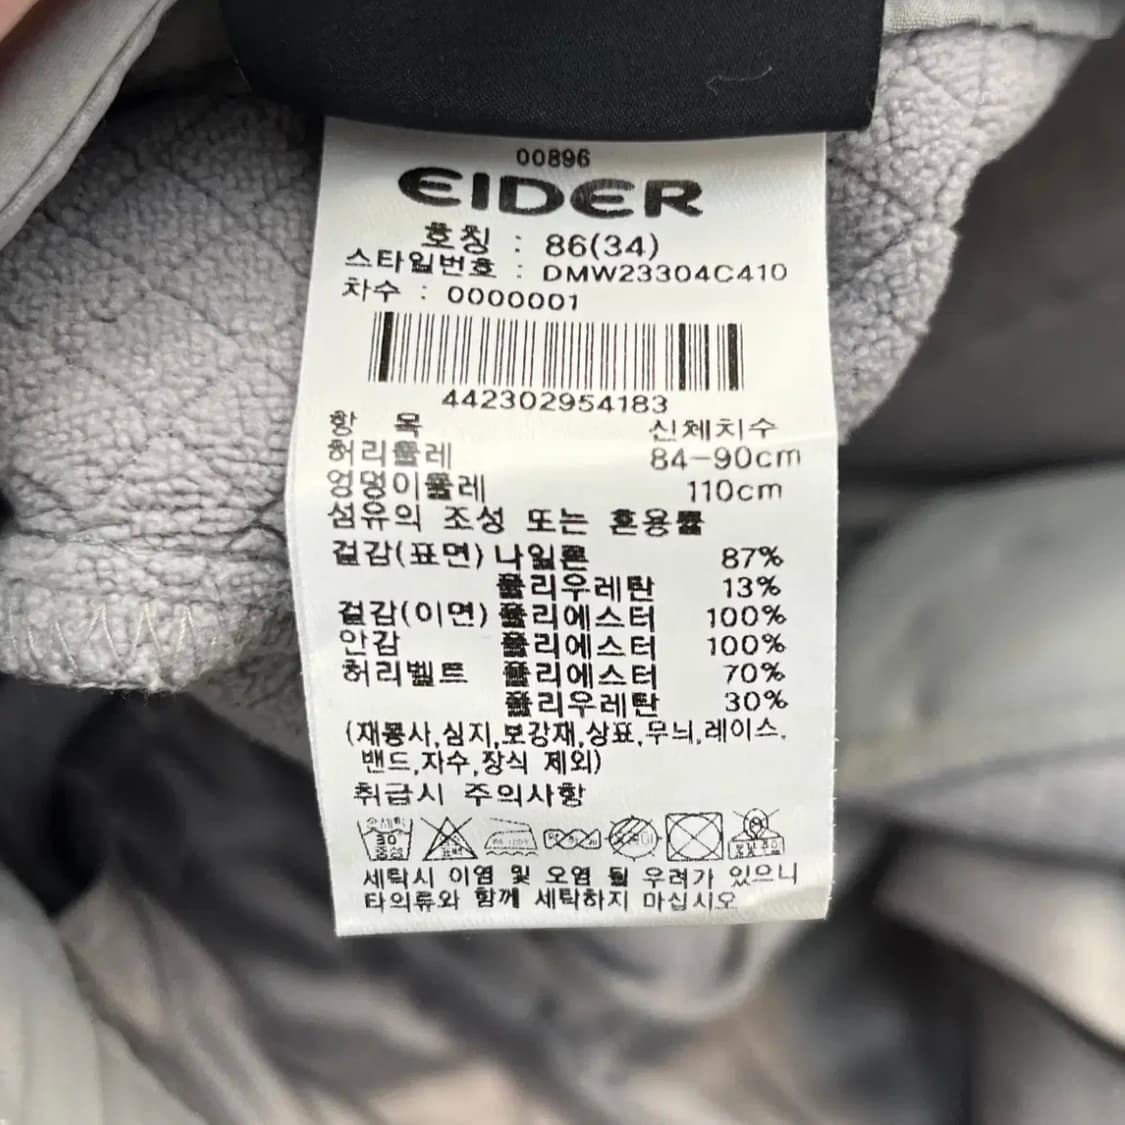 00896
EIDER
호칭 : 86(34)
스타일번호 : DMW23304C410
차수 : 0000001
442302954183
항 목 신체치수
허리둘레 84-90cm
엉덩이둘레 110cm
섬유의 조성 또는 혼용률
겉감(표면) 나일론 87%
폴리우레탄 13%
겉감(이면) 폴리에스터 100%
안감 폴리에스터 100%
허리벨트 폴리에스터 70%
폴리우레탄 30%
(재봉사,심지,보강재,상표,무늬,레이스,
밴드,자수,장식 제외)
취급시 주의사항
손세탁 30 중성
세탁시 이염 및 오염 될 우려가 있으니
타의류와 함께 세탁하지 마십시오